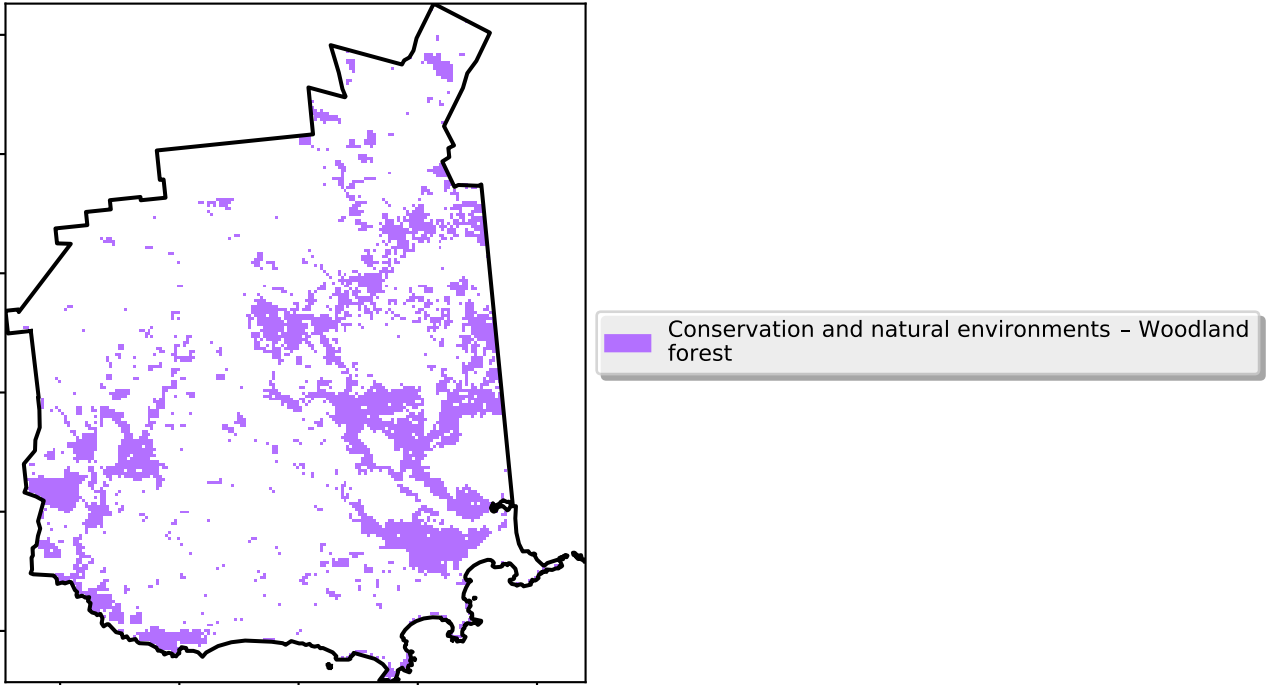 Conservation and natural environments – Woodland
forest